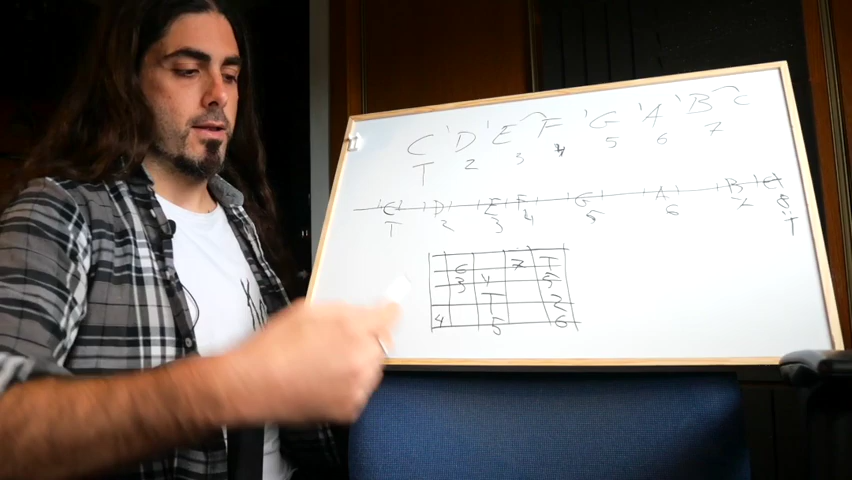 C D E F G A B C
T 2 3 4 5 6 7
C D E F G A B C
T 2 3 4 5 6 7 8
T
6 7 T
3 4 5
T 2
4 5 6